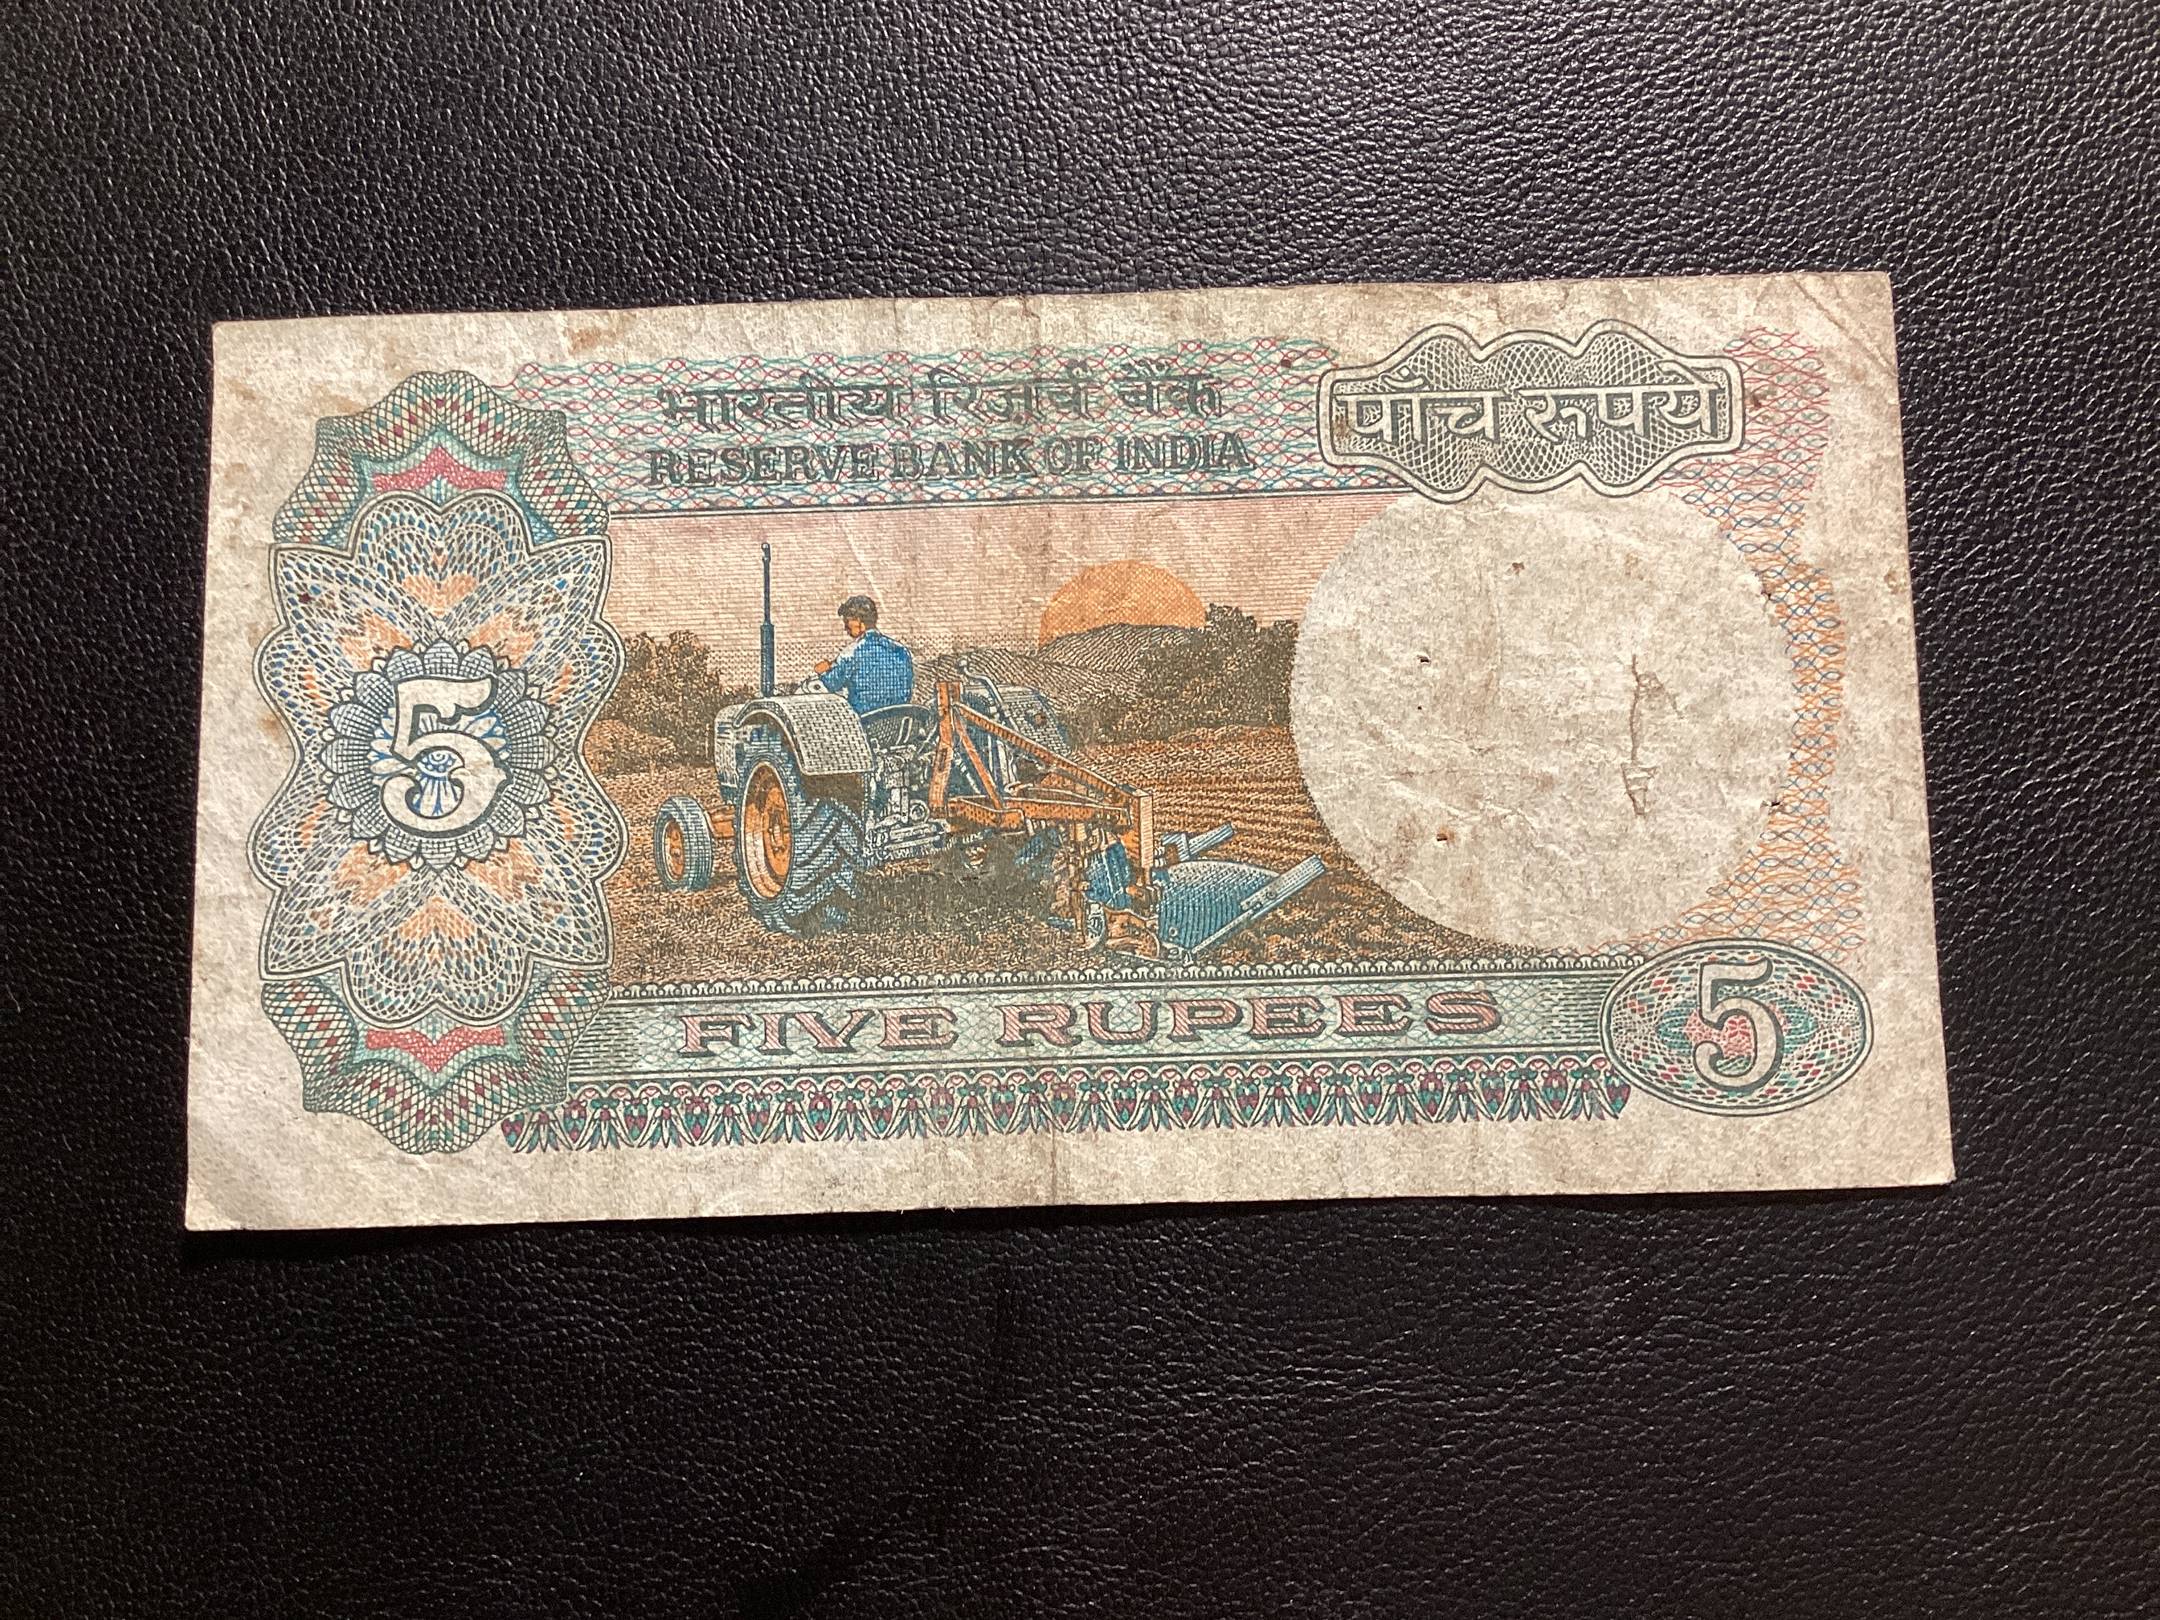 भारतीय रिज़र्व बैंक
RESERVE BANK OF INDIA
पाँच रूपये
5
FIVE RUPEES
5